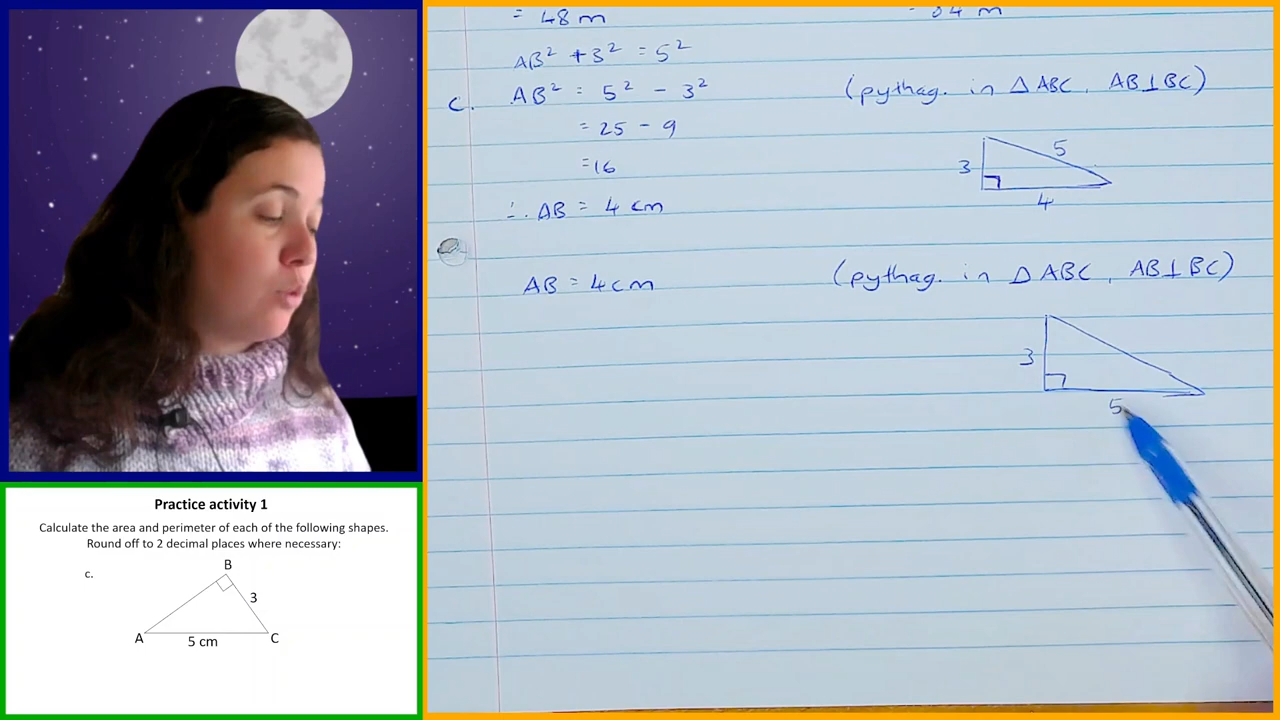 = 48 m
= 84 m
AB² + 3² = 5²
c. AB² = 5² - 3² (pythag. in △ ABC, AB⊥BC)
= 25 - 9
= 16
∴ AB = 4 cm
3 5
4
AB = 4cm (pythag. in △ ABC, AB⊥BC)
3
5
Practice activity 1
Calculate the area and perimeter of each of the following shapes.
Round off to 2 decimal places where necessary:
c.
B
3
A C
5 cm